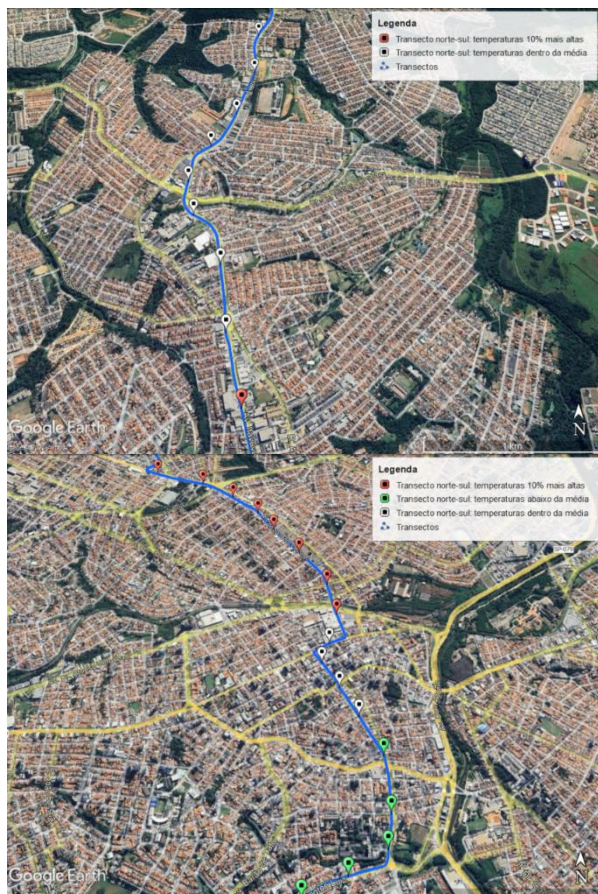 Legenda
Transecto norte-sul: temperaturas 10% mais altas
Transecto norte-sul: temperaturas dentro da média
Transectos
Google Earth
N
Legenda
Transecto norte-sul: temperaturas 10% mais altas
Transecto norte-sul: temperaturas abaixo da média
Transecto norte-sul: temperaturas dentro da média
Transectos
Google Earth
N